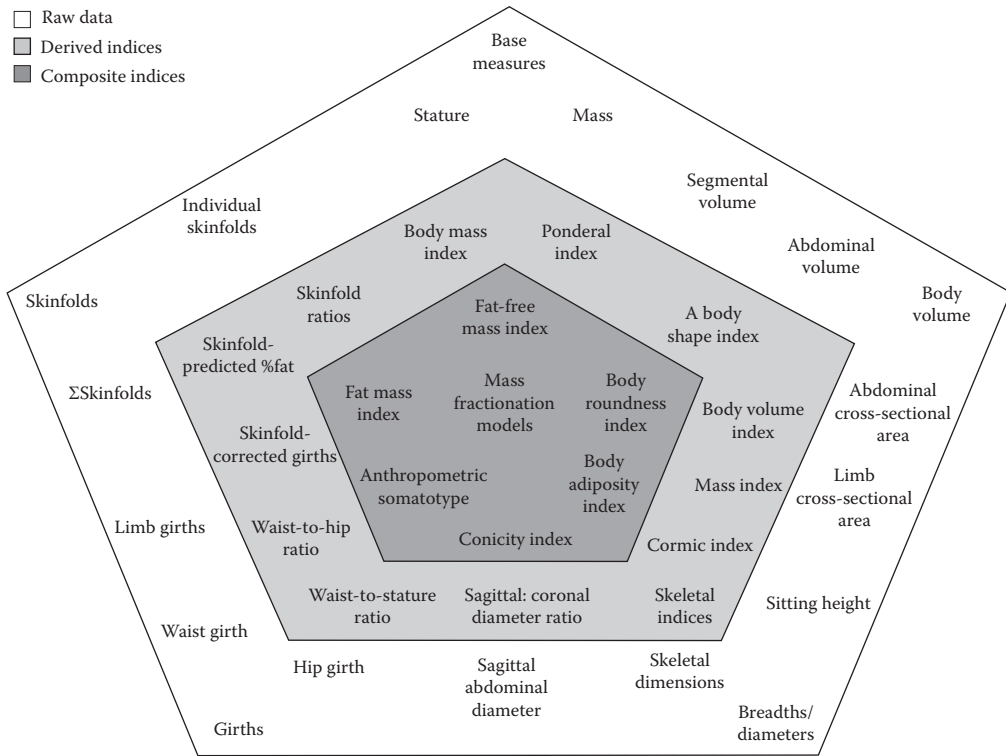 Raw data
Derived indices
Composite indices
Base
measures
Stature
Mass
Individual
skinfolds
Segmental
volume
Abdominal
volume
Skinfolds
Body
volume
Body mass
index
Ponderal
index
Skinfold
ratios
A body
shape index
Skinfold-
predicted %fat
Fat-free
mass index
ΣSkinfolds
Fat mass
index
Mass
fractionation
models
Body
roundness
index
Body volume
index
Abdominal
cross-sectional
area
Skinfold-
corrected girths
Anthropometric
somatotype
Body
adiposity
index
Mass index
Limb
cross-sectional
area
Limb girths
Waist-to-hip
ratio
Conicity index
Cormic index
Waist-to-stature
ratio
Sagittal: coronal
diameter ratio
Skeletal
indices
Sitting height
Waist girth
Hip girth
Sagittal
abdominal
diameter
Skeletal
dimensions
Girths
Breadths/
diameters